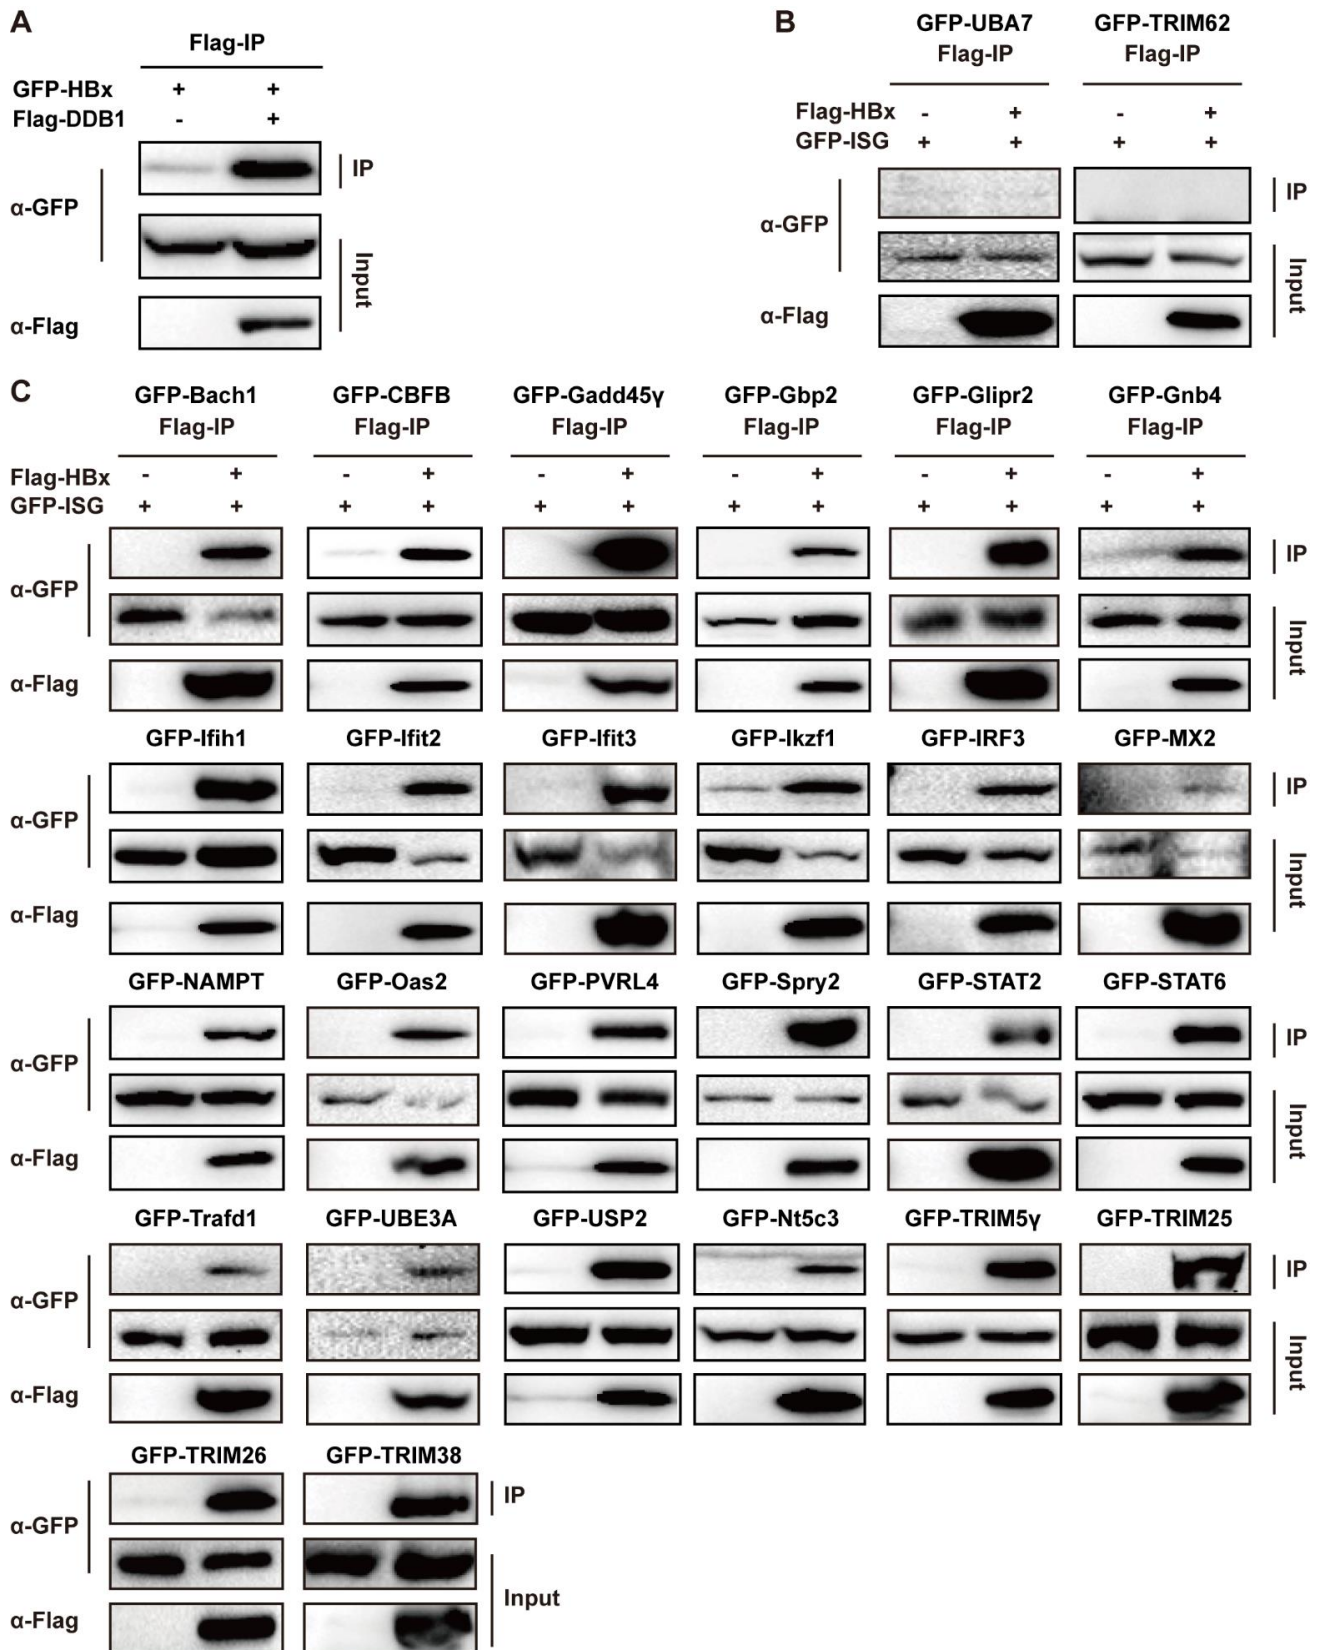 A
Flag-IP
GFP-HBx + +
Flag-DDB1 - +
α-GFP
IP
Input
α-Flag
B
GFP-UBA7 GFP-TRIM62
Flag-IP Flag-IP
Flag-HBx - + - +
GFP-ISG + + + +
α-GFP
IP
Input
α-Flag
C
GFP-Bach1 GFP-CBFB GFP-Gadd45γ GFP-Gbp2 GFP-Glipr2 GFP-Gnb4
Flag-IP Flag-IP Flag-IP Flag-IP Flag-IP Flag-IP
Flag-HBx - + - + - + - + - + - +
GFP-ISG + + + + + + + + + + + +
α-GFP
IP
Input
α-Flag
GFP-Ifih1 GFP-Ifit2 GFP-Ifit3 GFP-Ikzf1 GFP-IRF3 GFP-MX2
α-GFP
IP
Input
α-Flag
GFP-NAMPT GFP-Oas2 GFP-PVRL4 GFP-Spry2 GFP-STAT2 GFP-STAT6
α-GFP
IP
Input
α-Flag
GFP-Trafd1 GFP-UBE3A GFP-USP2 GFP-Nt5c3 GFP-TRIM5γ GFP-TRIM25
α-GFP
IP
Input
α-Flag
GFP-TRIM26 GFP-TRIM38
α-GFP
IP
Input
α-Flag